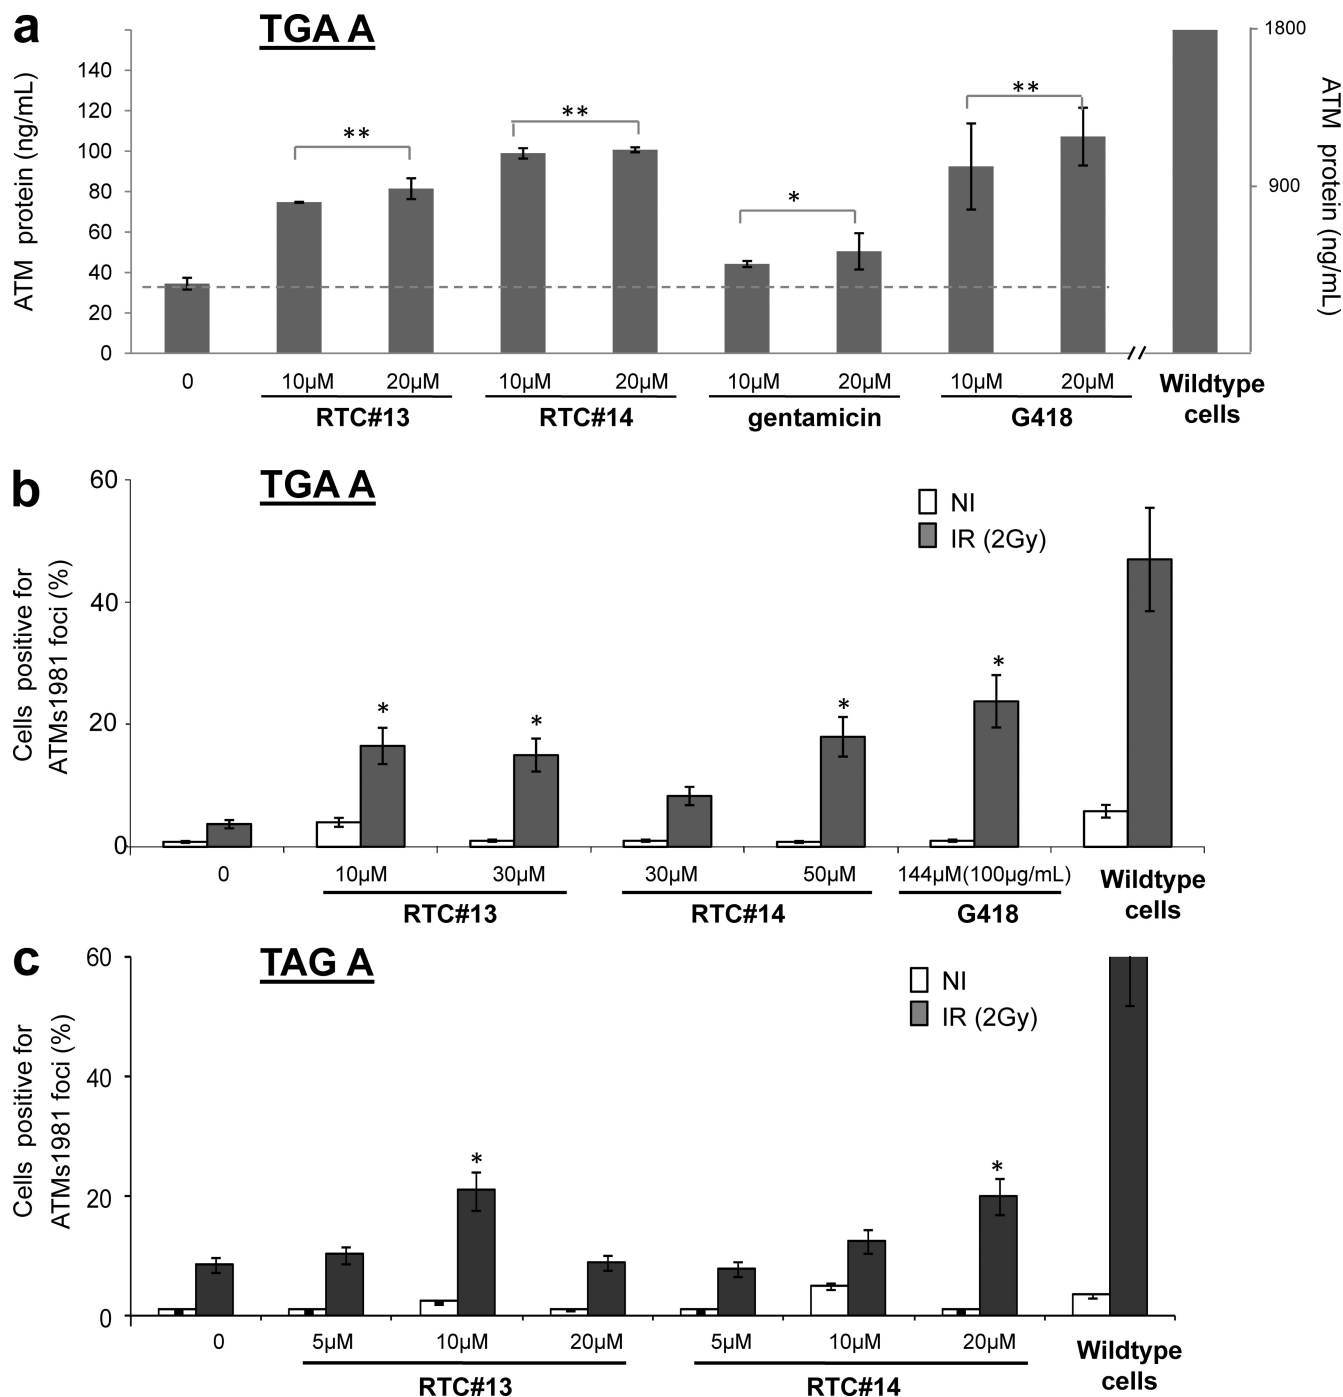 a
TGA A
ATM protein (ng/mL)
140
120
100
80
60
40
20
0
**
**
*
**
1800
900
ATM protein (ng/mL)
0
10µM 20µM 10µM 20µM 10µM 20µM 10µM 20µM
RTC#13 RTC#14 gentamicin G418
Wildtype
cells
b
TGA A
Cells positive for
ATMs1981 foci (%)
60
40
20
0
NI
IR (2Gy)
*
*
*
*
0 10µM 30µM 30µM 50µM 144µM(100µg/mL)
RTC#13 RTC#14 G418
Wildtype
cells
c
TAG A
Cells positive for
ATMs1981 foci (%)
60
40
20
0
NI
IR (2Gy)
*
*
0 5µM 10µM 20µM 5µM 10µM 20µM
RTC#13 RTC#14
Wildtype
cells